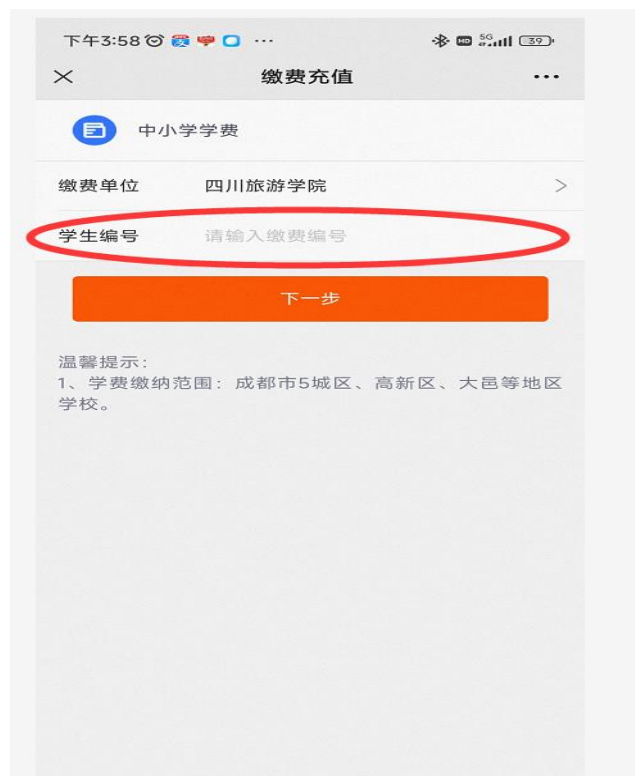 下午3:58
HD 5G 39
缴费充值
中小学学费
缴费单位 四川旅游学院
学生编号 请输入缴费编号
下一步
温馨提示:
1、学费缴纳范围：成都市5城区、高新区、大邑等地区
学校。